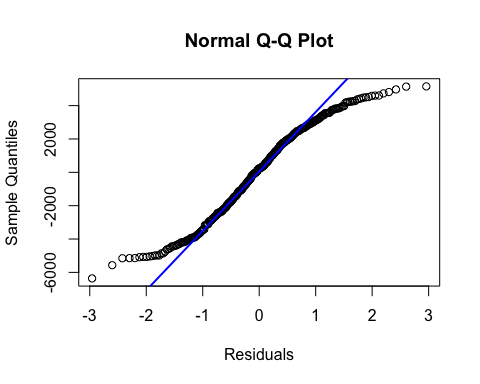 Normal Q-Q Plot
Sample Quantiles
2000
-2000
-6000
-3 -2 -1 0 1 2 3
Residuals